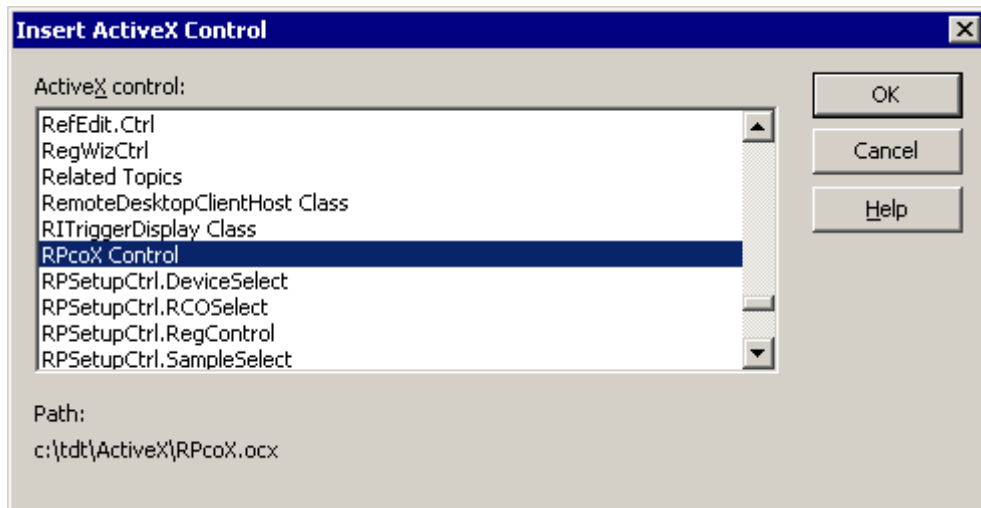 Insert ActiveX Control
ActiveX control:
RefEdit.Ctrl
RegWizCtrl
Related Topics
RemoteDesktopClientHost Class
RITriggerDisplay Class
RPcoX Control
RPSetupCtrl.DeviceSelect
RPSetupCtrl.RCOSelect
RPSetupCtrl.RegControl
RPSetupCtrl.SampleSelect
OK
Cancel
Help
Path:
c:\tdt\ActiveX\RPcoX.ocx